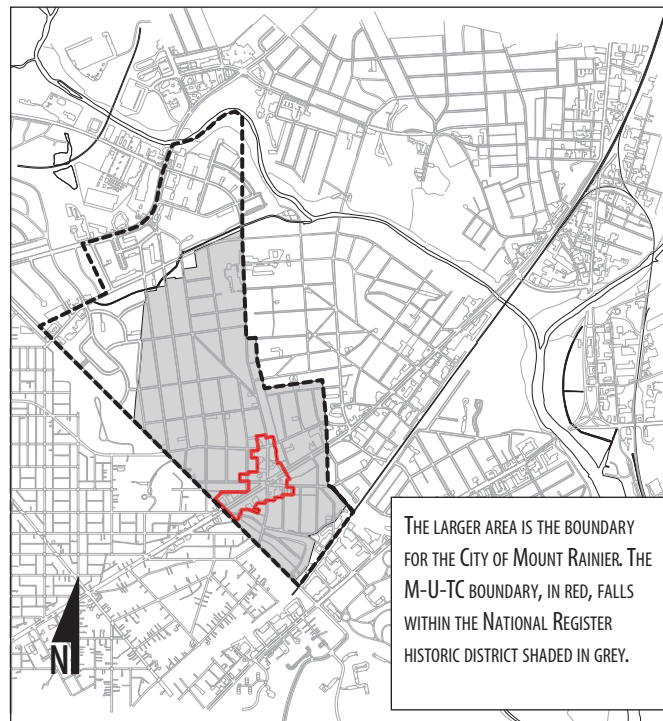 THE LARGER AREA IS THE BOUNDARY
FOR THE CITY OF MOUNT RAINIER. THE
M-U-TC BOUNDARY, IN RED, FALLS
WITHIN THE NATIONAL REGISTER
HISTORIC DISTRICT SHADED IN GREY.
N